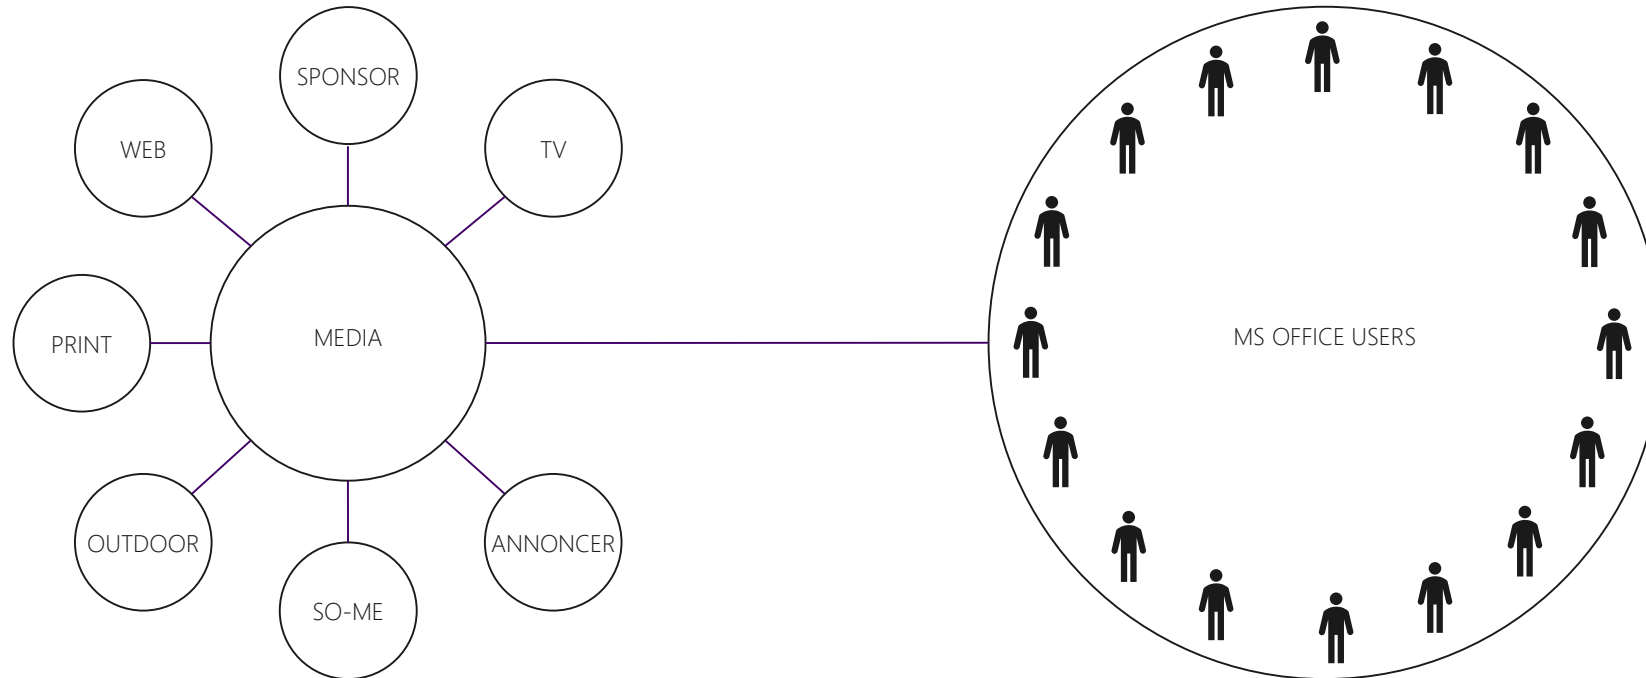 SPONSOR
WEB
TV
PRINT
MEDIA
MS OFFICE USERS
OUTDOOR
ANNONCER
SO-ME